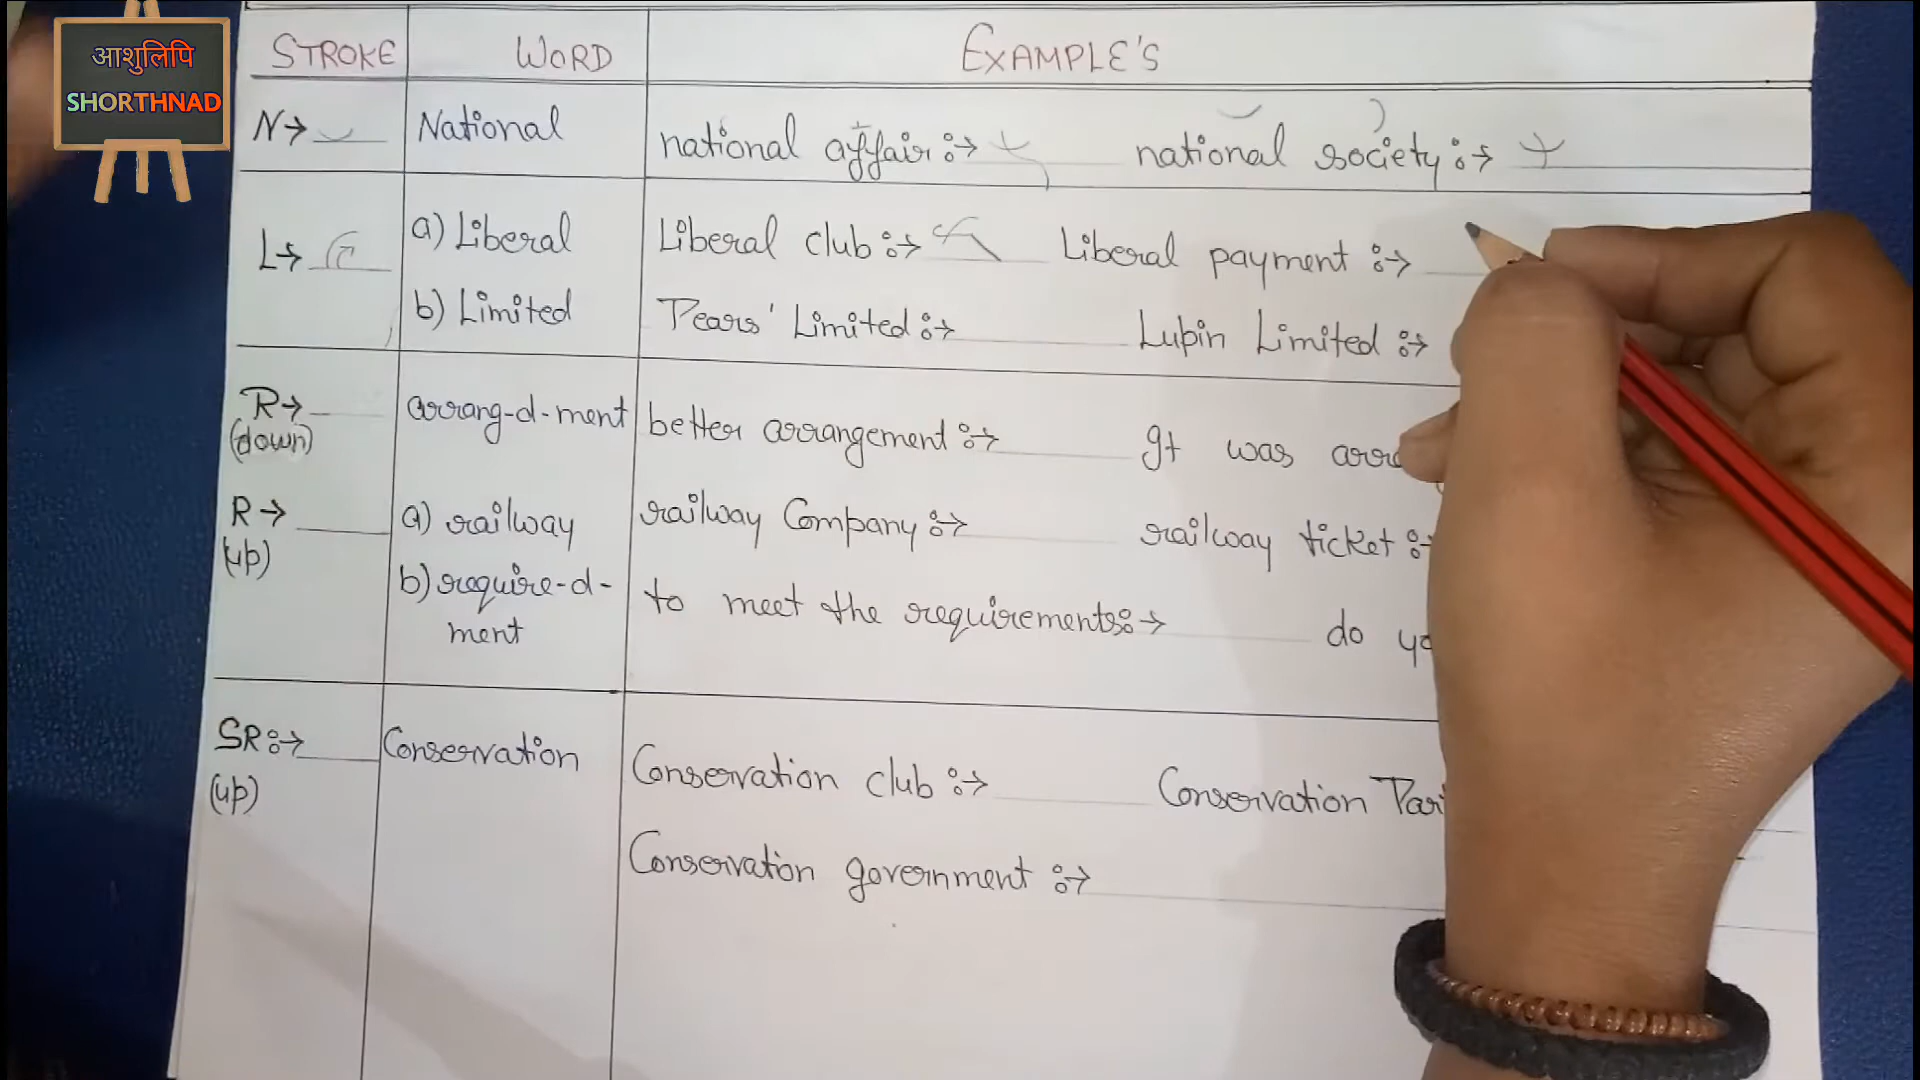 आशुलिपि
SHORTHNAD
STROKE WORD EXAMPLE'S
N→ National national affair :→ national society :→
L→ a) Liberal Liberal club :→ Liberal payment :→
b) Limited Pears' Limited :→ Lupin Limited :→
R→ arrang-d-ment better arrangement :→ It was
(down)
R→ a) railway railway Company :→ railway ticket :
(up) b) require-d- to meet the requirements :→ do
ment
SR :→ Conservation Conservation club :→ Conservation
(up)
Conservation government :→